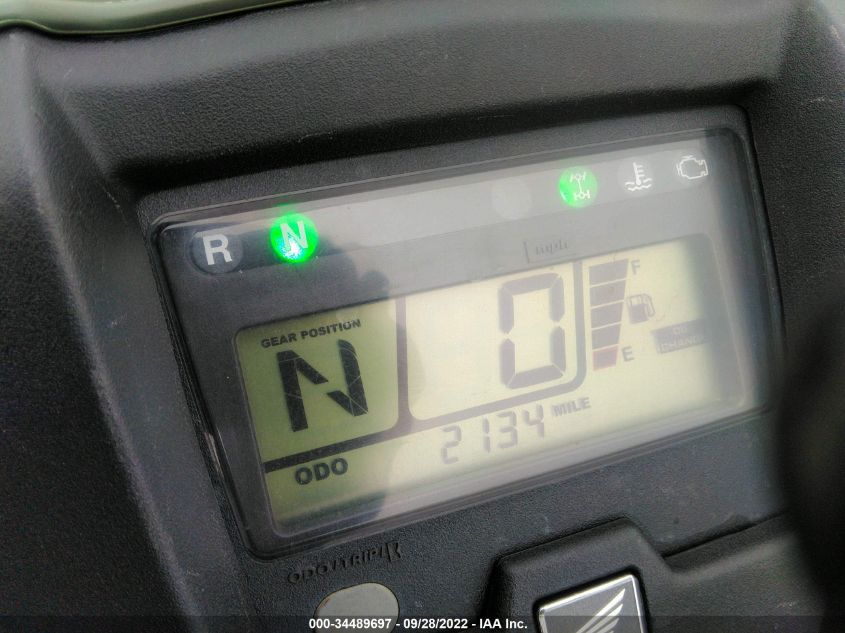 R N
mph
GEAR POSITION
N 0 F
E
OIL
CHANGE
ODO 2134 MILE
ODO/TRIP/
000-34489697 - 09/28/2022 - IAA Inc.